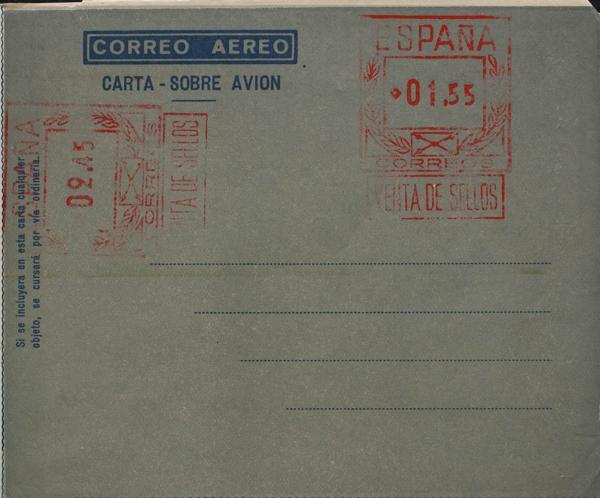 CORREO AEREO
CARTA - SOBRE AVION
ESPAÑA
01.55
CORREOS
VENTA DE SELLOS
ESPAÑA
02.45
CORREOS
VENTA DE SELLOS
Si se incluyera en esta carta cualquier
objeto, se cursará por vía ordinaria.